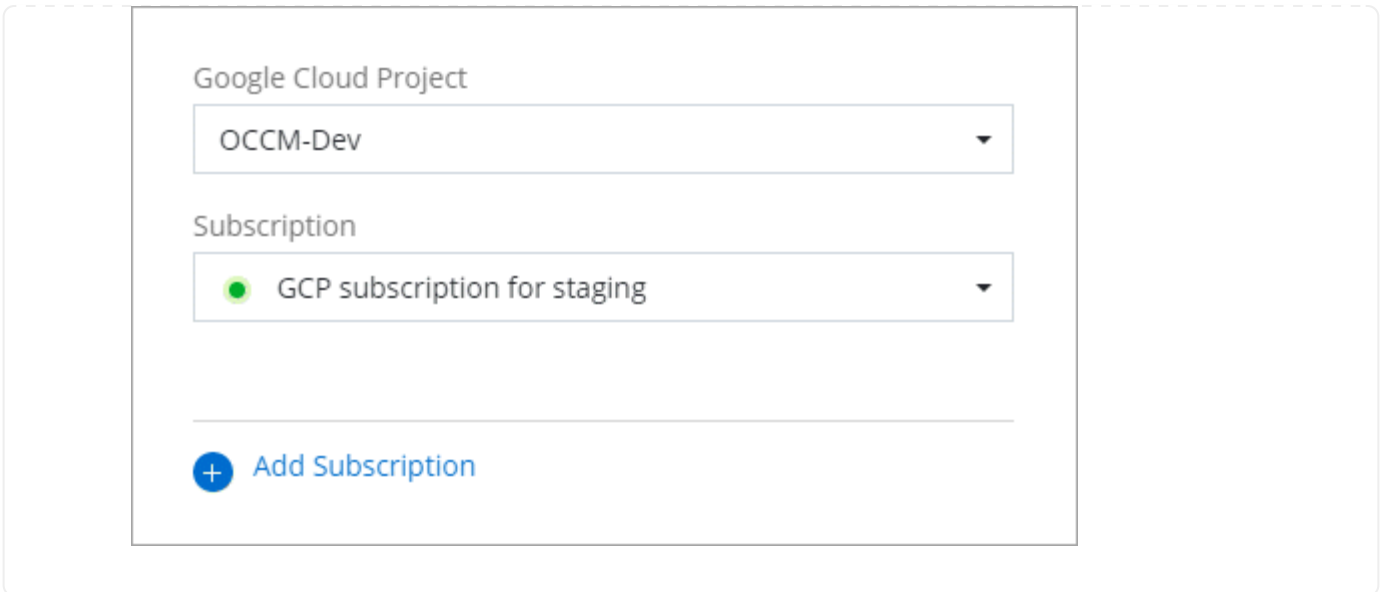 Google Cloud Project
OCCM-Dev
Subscription
GCP subscription for staging
Add Subscription